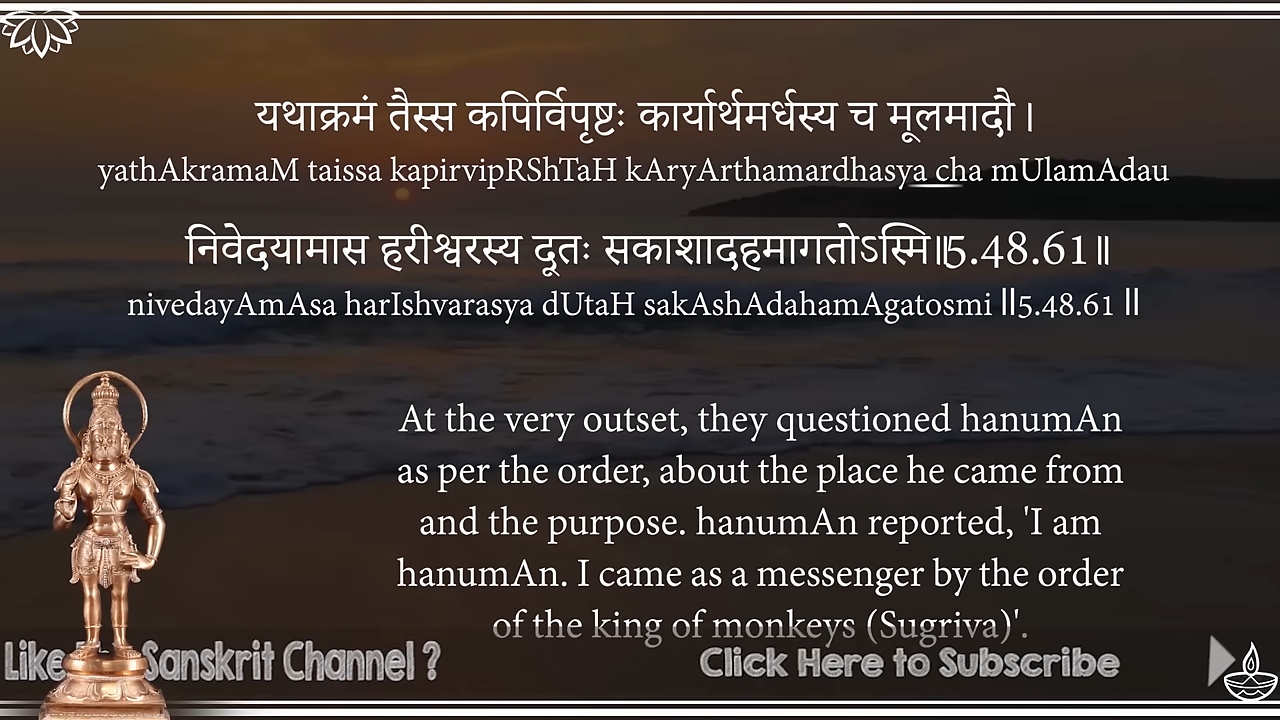 यथाक्रमं तैस्स कपिर्विपृष्टः कार्यार्थमर्धस्य च मूलमादौ।
yathAkramaM taissa kapirvipRShTaH kAryArthamardhasya cha mUlamAdau
निवेदयामास हरीश्वरस्य दूतः सकाशादहमागतोऽस्मि॥5.48.61॥
nivedayAmAsa harIshvarasya dUtaH sakAshAdahamAgatosmi ||5.48.61 ||
At the very outset, they questioned hanumAn
as per the order, about the place he came from
and the purpose. hanumAn reported, 'I am
hanumAn. I came as a messenger by the order
of the king of monkeys (Sugriva)'.
Like Sanskrit Channel ?
Click Here to Subscribe